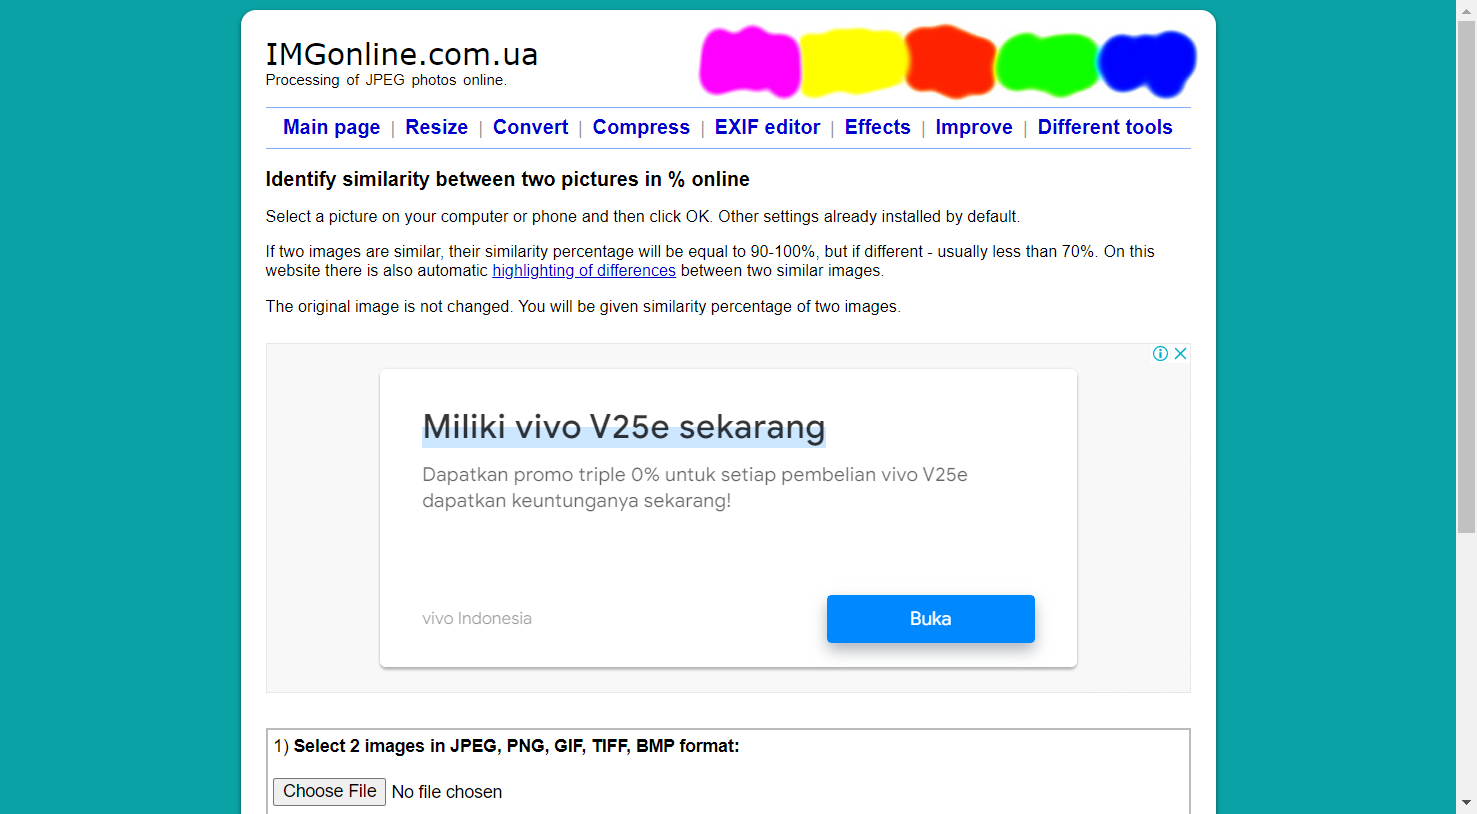 IMGonline.com.ua
Processing of JPEG photos online.
Main page | Resize | Convert | Compress | EXIF editor | Effects | Improve | Different tools
Identify similarity between two pictures in % online
Select a picture on your computer or phone and then click OK. Other settings already installed by default.
If two images are similar, their similarity percentage will be equal to 90-100%, but if different - usually less than 70%. On this
website there is also automatic highlighting of differences between two similar images.
The original image is not changed. You will be given similarity percentage of two images.
Miliki vivo V25e sekarang
Dapatkan promo triple 0% untuk setiap pembelian vivo V25e
dapatkan keuntunganya sekarang!
vivo Indonesia
Buka
1) Select 2 images in JPEG, PNG, GIF, TIFF, BMP format:
Choose File No file chosen